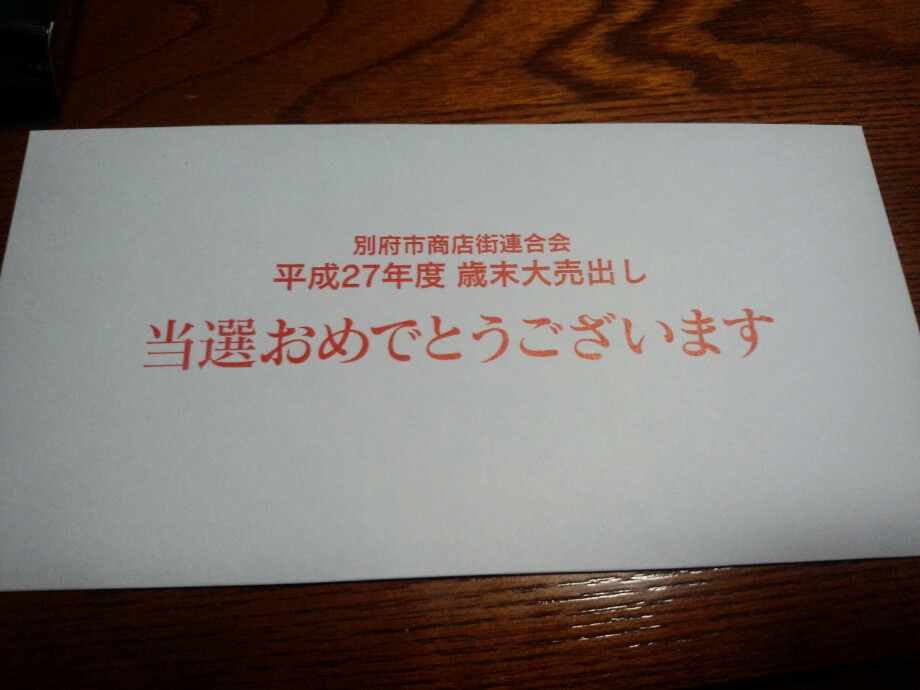 別府市商店街連合会
平成27年度 歳末大売出し
当選おめでとうございます